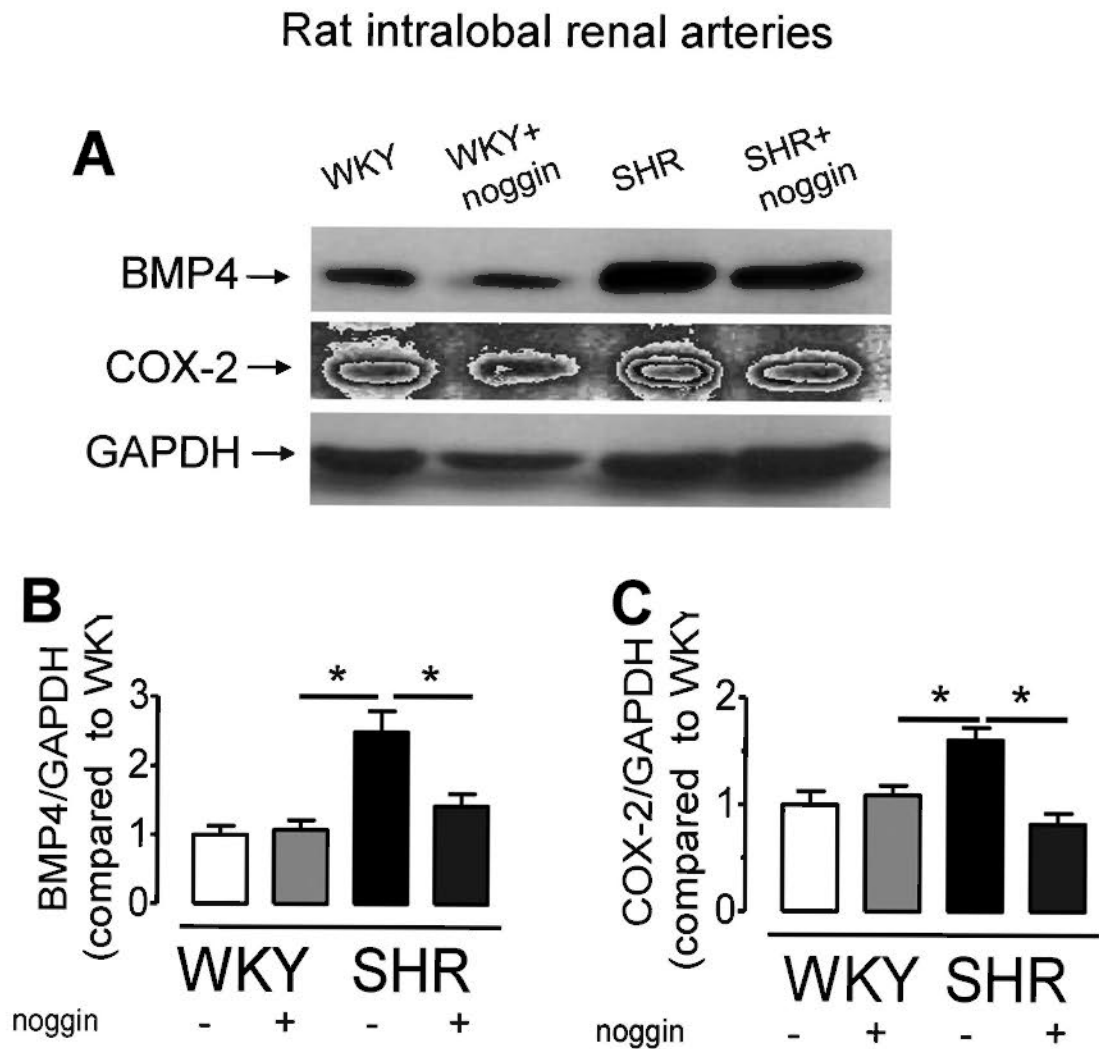 Rat intralobal renal arteries
A
WKY
WKY+
noggin
SHR
SHR+
noggin
BMP4
COX-2
GAPDH
B
BMP4/GAPDH
(compared to WKY
3
2
1
0
*
*
WKY
SHR
noggin
- + - +
C
COX-2/GAPDH
(compared to WKY
2
1
0
*
*
WKY
SHR
noggin
- + - +